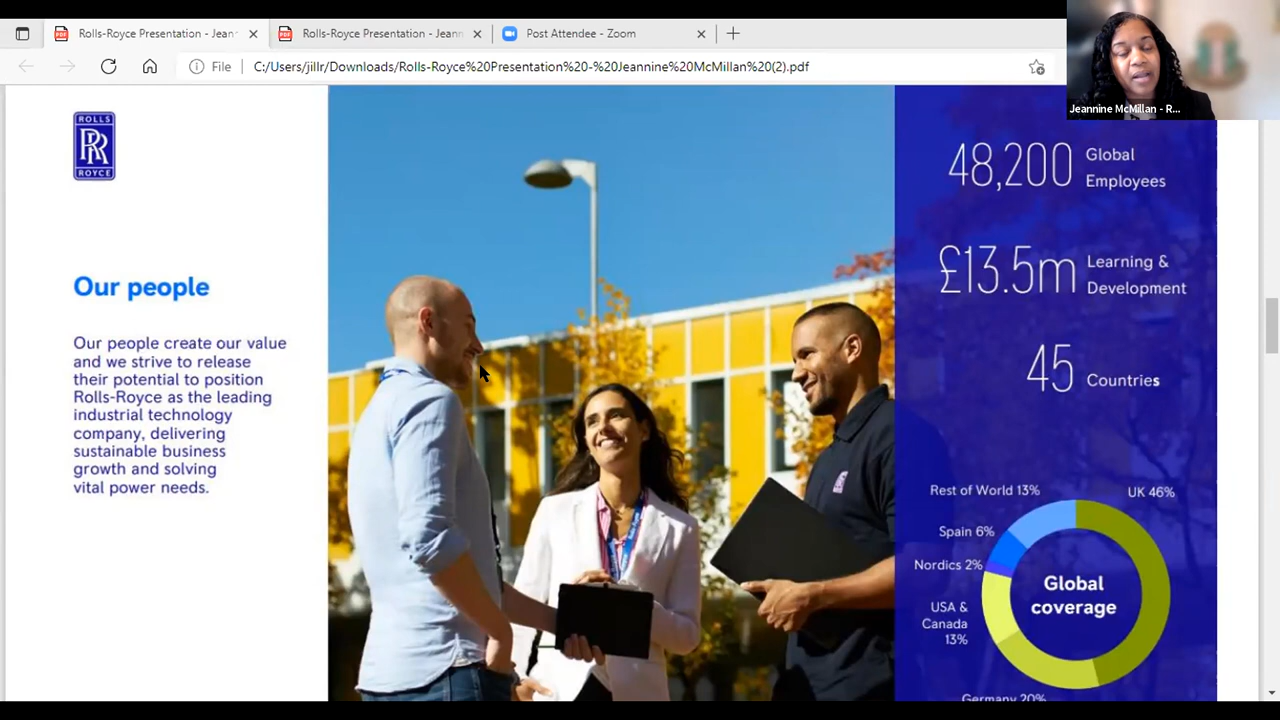 Rolls-Royce Presentation - Jean
Rolls-Royce Presentation - Jeann
Post Attendee - Zoom
File
C:/Users/jillr/Downloads/Rolls-Royce%20Presentation%20-%20Jeannine%20McMillan%20(2).pdf
Jeannine McMillan - R...
ROLLS
RR
ROYCE
Our people
Our people create our value
and we strive to release
their potential to position
Rolls-Royce as the leading
industrial technology
company, delivering
sustainable business
growth and solving
vital power needs.
48,200 Global
Employees
£13.5m Learning &
Development
45 Countries
Rest of World 13%
UK 46%
Spain 6%
Nordics 2%
USA &
Canada
13%
Global
coverage
Germany 20%